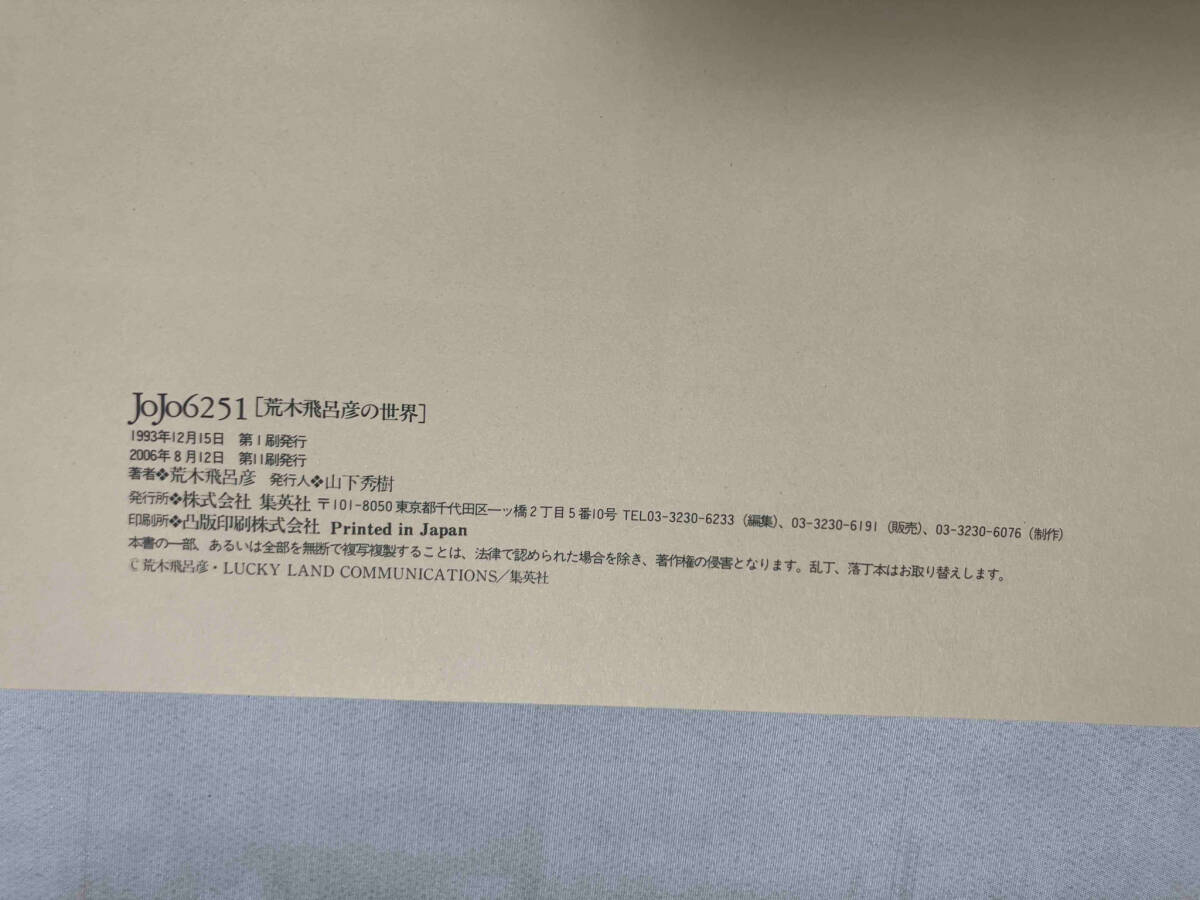 JoJo6251［荒木飛呂彦の世界］
1993年12月15日　第1刷発行
2006年8月12日　第11刷発行
著者❖荒木飛呂彦　発行人❖山下秀樹
発行所❖株式会社 集英社 〒101-8050 東京都千代田区一ッ橋2丁目5番10号 TEL03-3230-6233（編集）、03-3230-6191（販売）、03-3230-6076（制作）
印刷所❖凸版印刷株式会社 Printed in Japan
本書の一部、あるいは全部を無断で複写複製することは、法律で認められた場合を除き、著作権の侵害となります。乱丁、落丁本はお取り替えします。
©荒木飛呂彦・LUCKY LAND COMMUNICATIONS／集英社